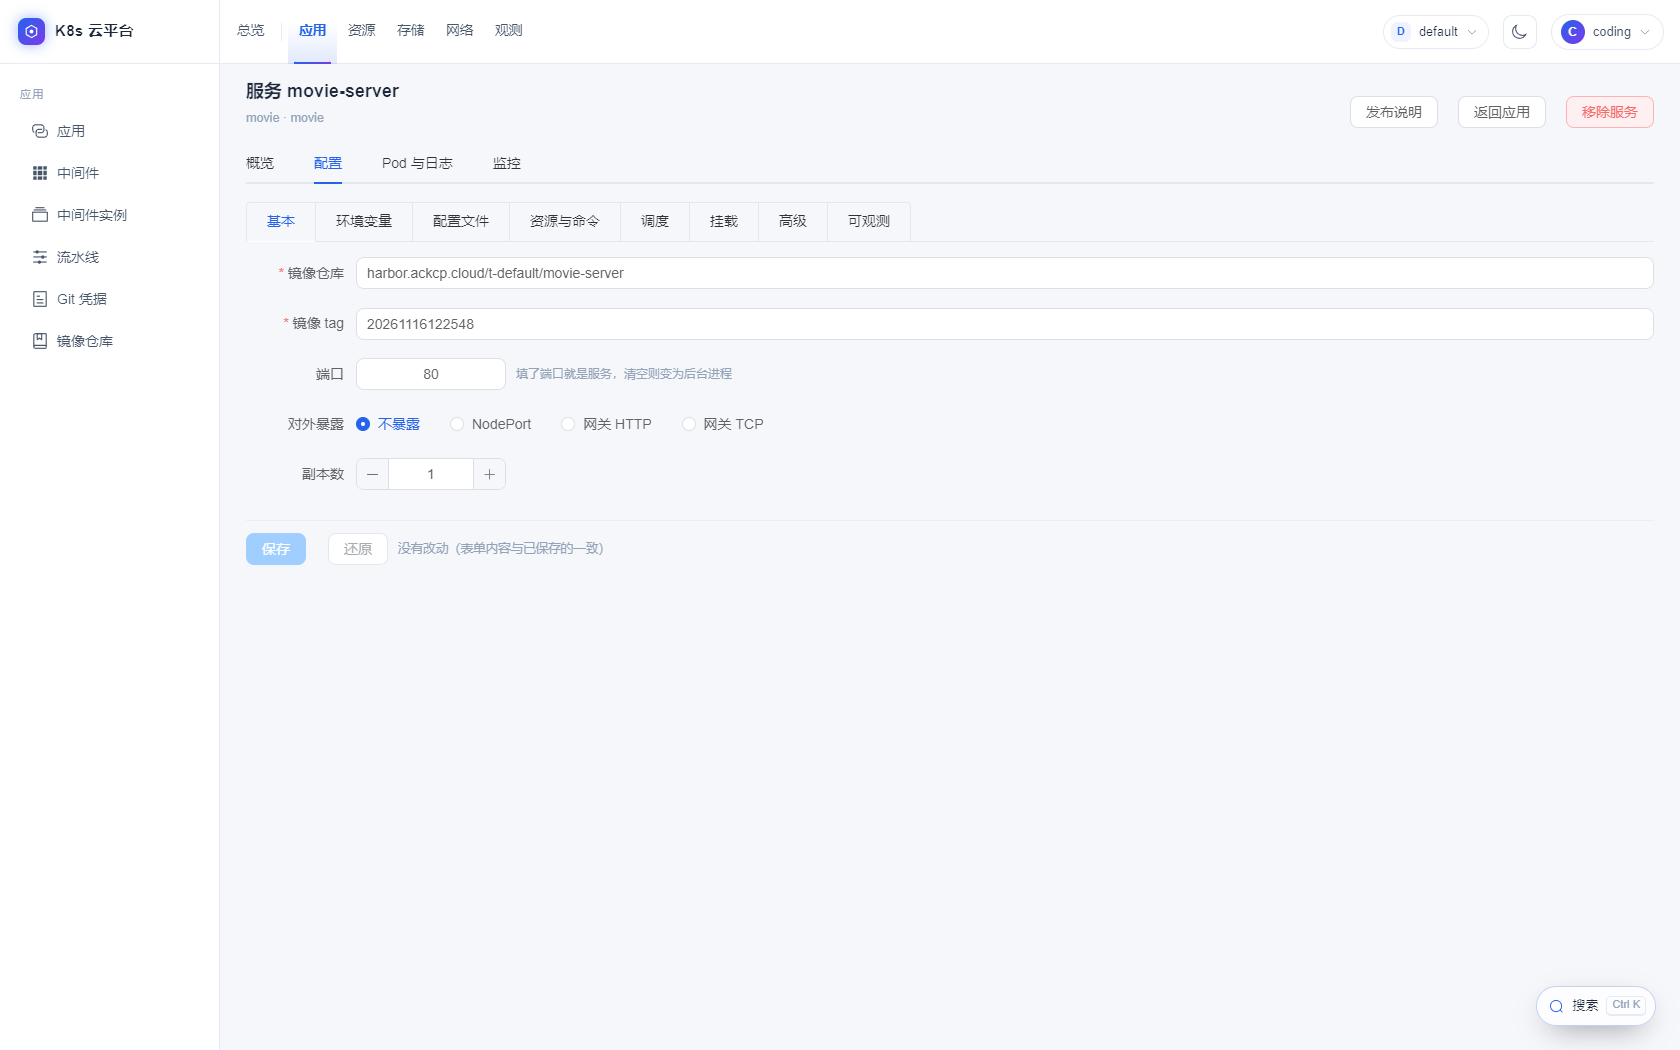 K8s 云平台
总览 应用 资源 存储 网络 观测
D default
C coding
应用
应用
中间件
中间件实例
流水线
Git 凭据
镜像仓库
服务 movie-server
movie · movie
发布说明 返回应用 移除服务
概览 配置 Pod 与日志 监控
基本 环境变量 配置文件 资源与命令 调度 挂载 高级 可观测
* 镜像仓库 harbor.ackcp.cloud/t-default/movie-server
* 镜像 tag 20261116122548
端口 80 填了端口就是服务，清空则变为后台进程
对外暴露 不暴露 NodePort 网关 HTTP 网关 TCP
副本数 1
保存 还原 没有改动（表单内容与已保存的一致）
搜索 Ctrl K